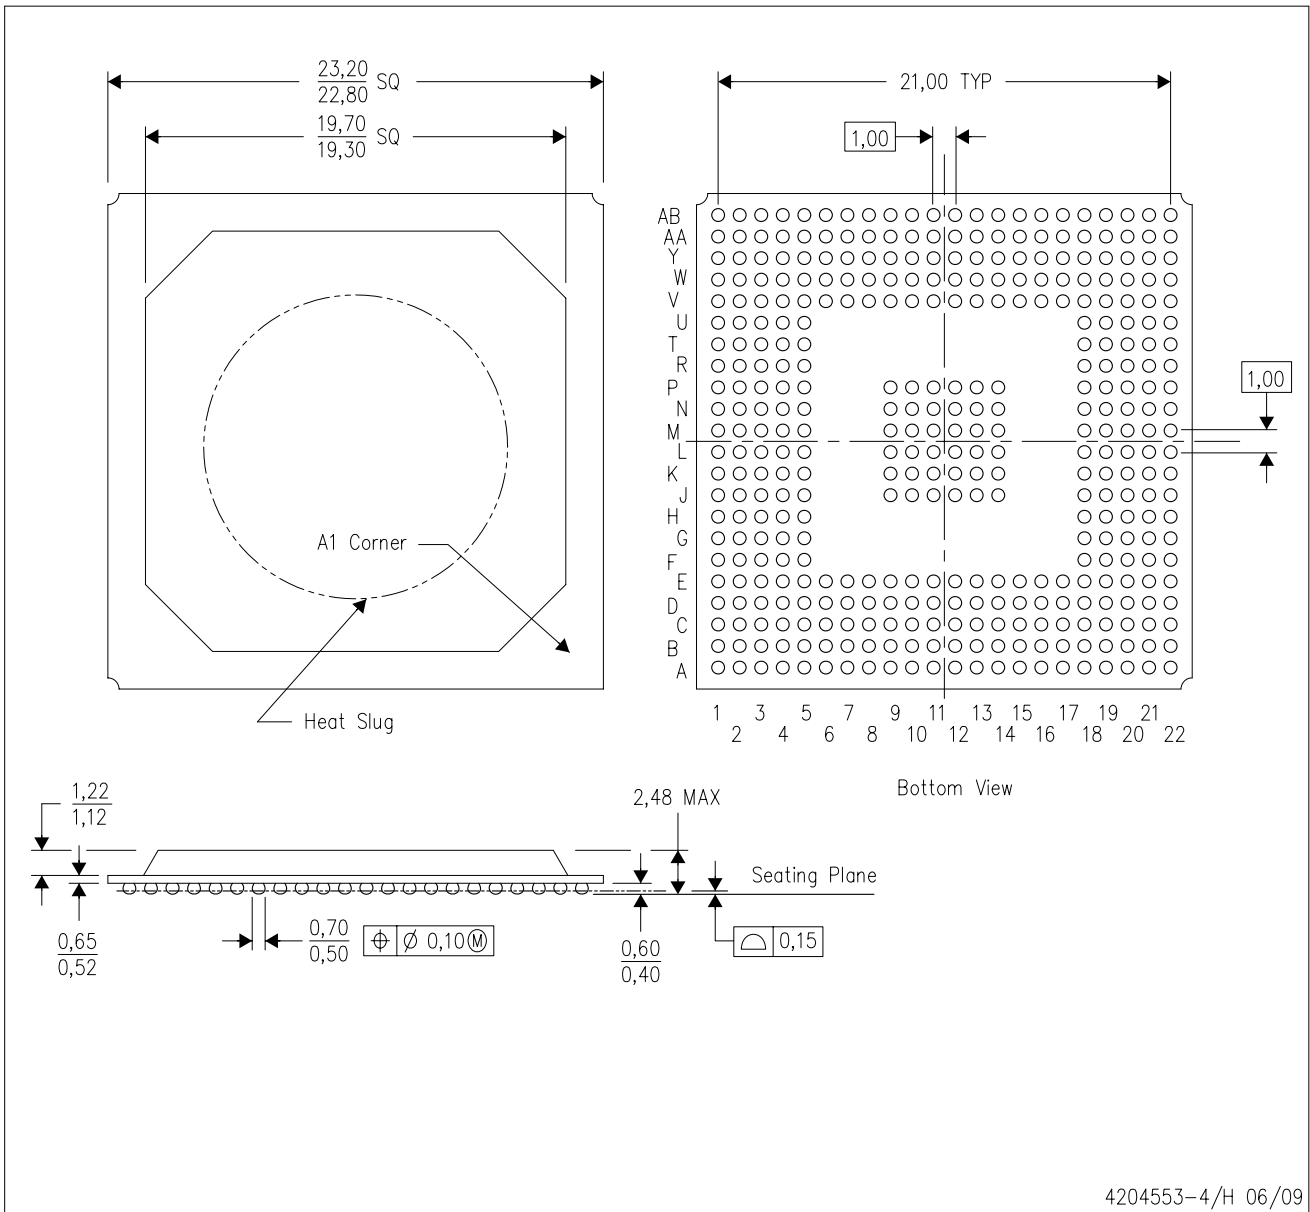 23,20
22,80
SQ
19,70
19,30
SQ
21,00 TYP
1,00
AB
AA
Y
W
V
U
T
R
P
N
M
L
K
J
H
G
F
E
D
C
B
A
1,00
A1 Corner
Heat Slug
1 3 5 7 9 11 13 15 17 19 21
2 4 6 8 10 12 14 16 18 20 22
Bottom View
1,22
1,12
2,48 MAX
Seating Plane
0,65
0,52
0,70
0,50
⌖ Ø 0,10 Ⓜ
0,60
0,40
⌓ 0,15
4204553-4/H 06/09